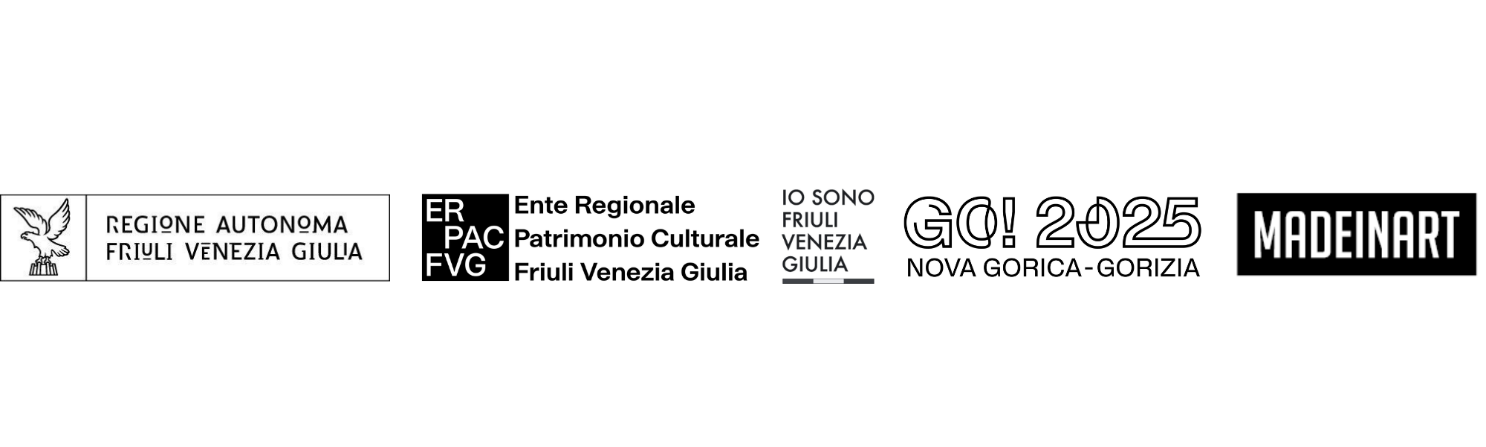 REGIONE AUTONOMA
FRIULI VENEZIA GIULIA
ER
PAC
FVG
Ente Regionale
Patrimonio Culturale
Friuli Venezia Giulia
IO SONO
FRIULI
VENEZIA
GIULIA
GO! 2025
NOVA GORICA-GORIZIA
MADEINART